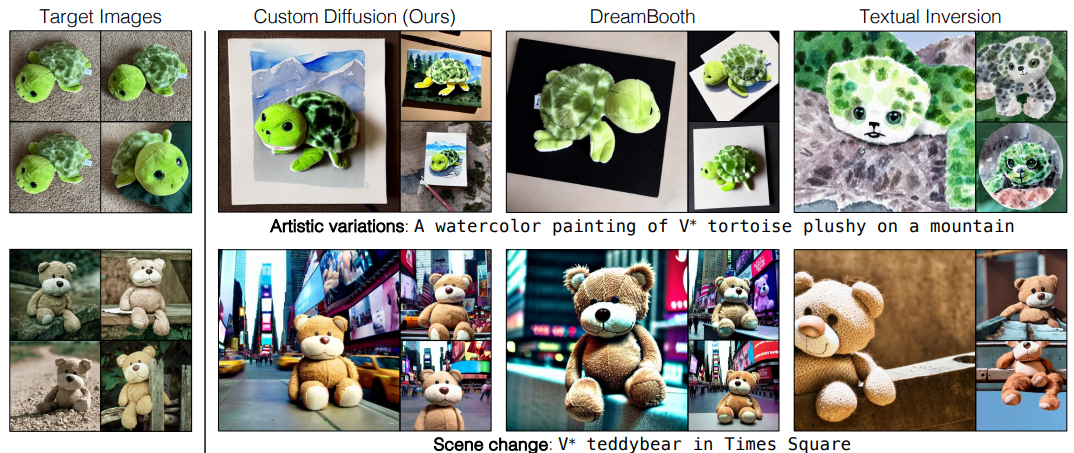 Target Images
Custom Diffusion (Ours)
DreamBooth
Textual Inversion
Artistic variations: A watercolor painting of V* tortoise plushy on a mountain
Scene change: V* teddybear in Times Square